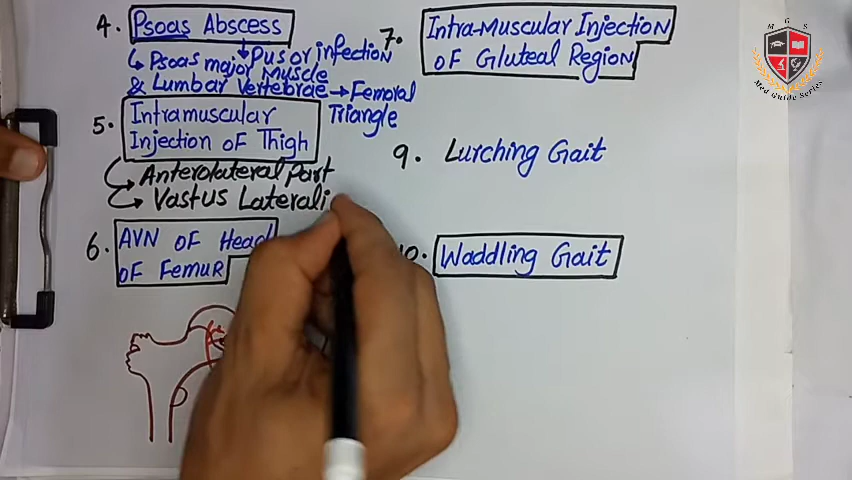 4. Psoas Abscess
↳ Pus or infection
↳ Psoas major Muscle
& Lumbar Vertebrae → Femoral
Triangle
5. Intramuscular
Injection of Thigh
→ Anterolateral Part
→ Vastus Laterali
6. AVN of Head
of Femur
7. Intra-Muscular Injection
of Gluteal Region
9. Lurching Gait
10. Waddling Gait
M G S
Med Guide Series